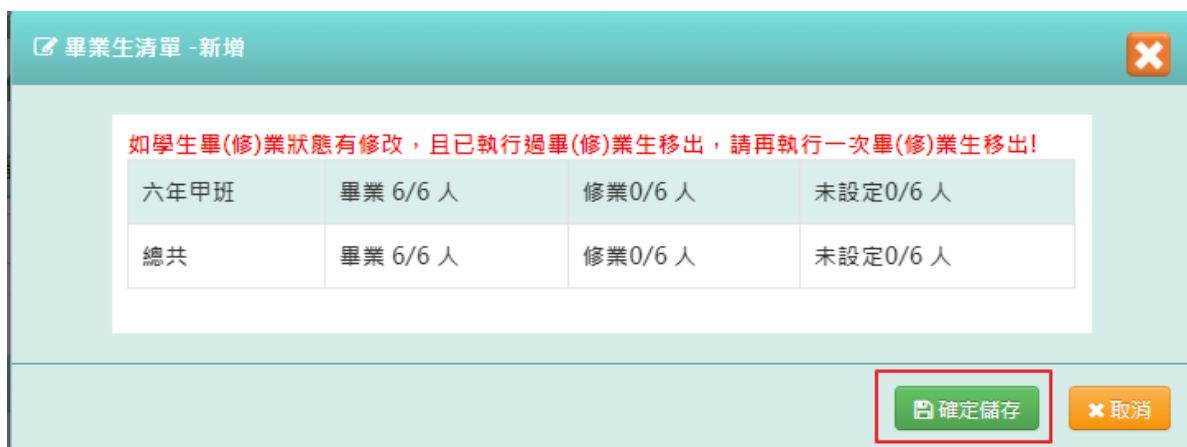 畢業生清單 -新增
如學生畢(修)業狀態有修改，且已執行過畢(修)業生移出，請再執行一次畢(修)業生移出!
六年甲班 畢業 6/6 人 修業0/6 人 未設定0/6 人
總共 畢業 6/6 人 修業0/6 人 未設定0/6 人
確定儲存 取消